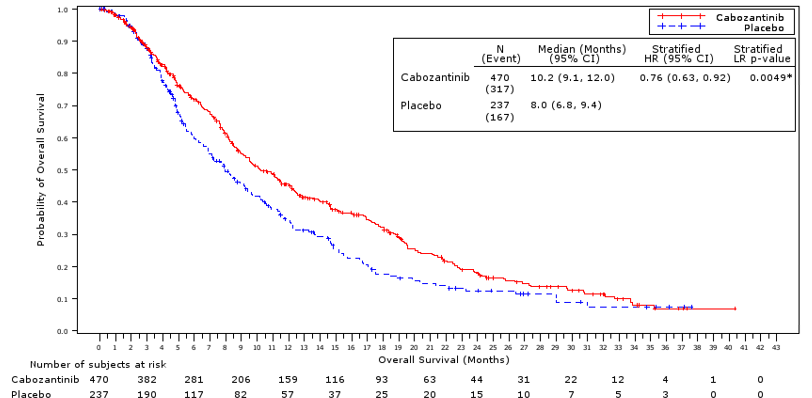 Cabozantinib
Placebo
N Median (Months) Stratified Stratified
(Event) (95% CI) HR (95% CI) LR p-value
Cabozantinib 470 10.2 (9.1, 12.0) 0.76 (0.63, 0.92) 0.0049*
(317)
Placebo 237 8.0 (6.8, 9.4)
(167)
Probability of Overall Survival
1.0
0.9
0.8
0.7
0.6
0.5
0.4
0.3
0.2
0.1
0.0
0 1 2 3 4 5 6 7 8 9 10 11 12 13 14 15 16 17 18 19 20 21 22 23 24 25 26 27 28 29 30 31 32 33 34 35 36 37 38 39 40 41 42 43
Overall Survival (Months)
Number of subjects at risk
Cabozantinib 470 382 281 206 159 116 93 63 44 31 22 12 4 1 0
Placebo 237 190 117 82 57 37 25 20 15 10 7 5 3 0 0